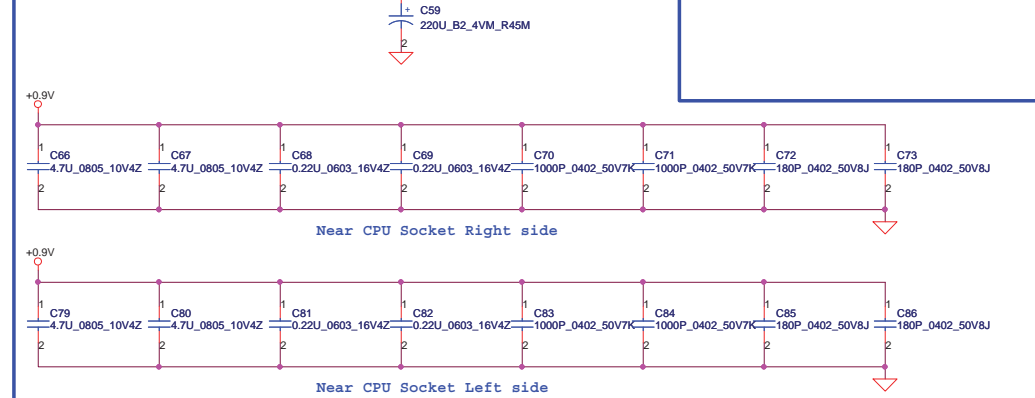 + C59
220U_B2_4VM_R45M
2
+0.9V
1 1 1 1 1 1 1 1
C66 C67 C68 C69 C70 C71 C72 C73
4.7U_0805_10V4Z 4.7U_0805_10V4Z 0.22U_0603_16V4Z 0.22U_0603_16V4Z 1000P_0402_50V7K 1000P_0402_50V7K 180P_0402_50V8J 180P_0402_50V8J
2 2 2 2 2 2 2 2
Near CPU Socket Right side
+0.9V
1 1 1 1 1 1 1 1
C79 C80 C81 C82 C83 C84 C85 C86
4.7U_0805_10V4Z 4.7U_0805_10V4Z 0.22U_0603_16V4Z 0.22U_0603_16V4Z 1000P_0402_50V7K 1000P_0402_50V7K 180P_0402_50V8J 180P_0402_50V8J
2 2 2 2 2 2 2 2
Near CPU Socket Left side